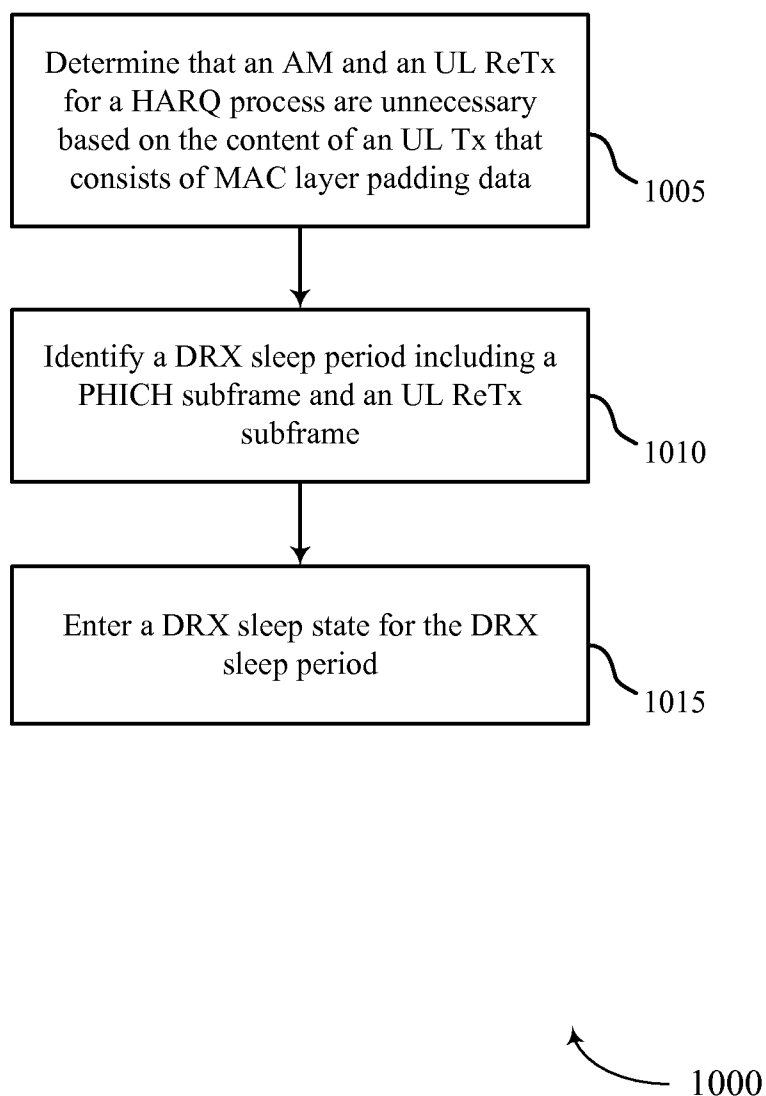 Determine that an AM and an UL ReTx
for a HARQ process are unnecessary
based on the content of an UL Tx that
consists of MAC layer padding data
1005
Identify a DRX sleep period including a
PHICH subframe and an UL ReTx
subframe
1010
Enter a DRX sleep state for the DRX
sleep period
1015
1000